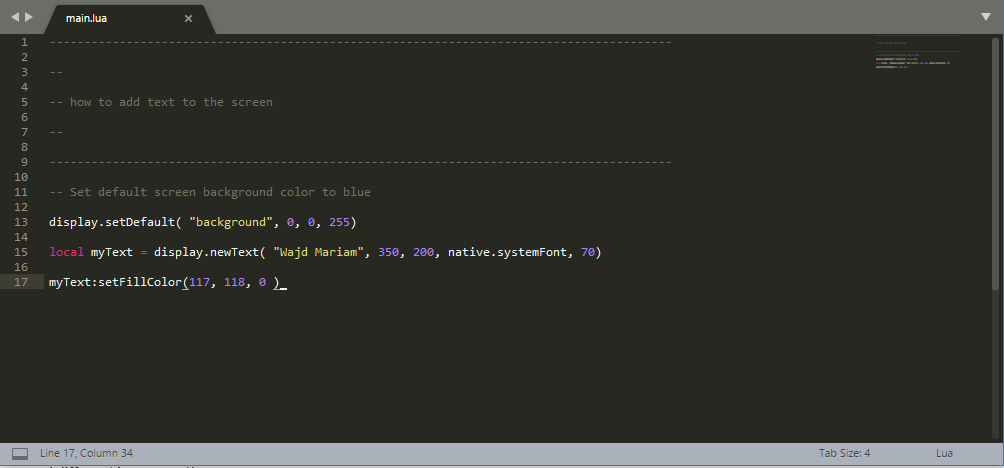 main.lua
1 -----------------------------------------------------------------------------------------
2
3 --
4
5 -- how to add text to the screen
6
7 --
8
9 -----------------------------------------------------------------------------------------
10
11 -- Set default screen background color to blue
12
13 display.setDefault( "background", 0, 0, 255)
14
15 local myText = display.newText( "Wajd Mariam", 350, 200, native.systemFont, 70)
16
17 myText:setFillColor(117, 118, 0 )
Line 17, Column 34 Tab Size: 4 Lua